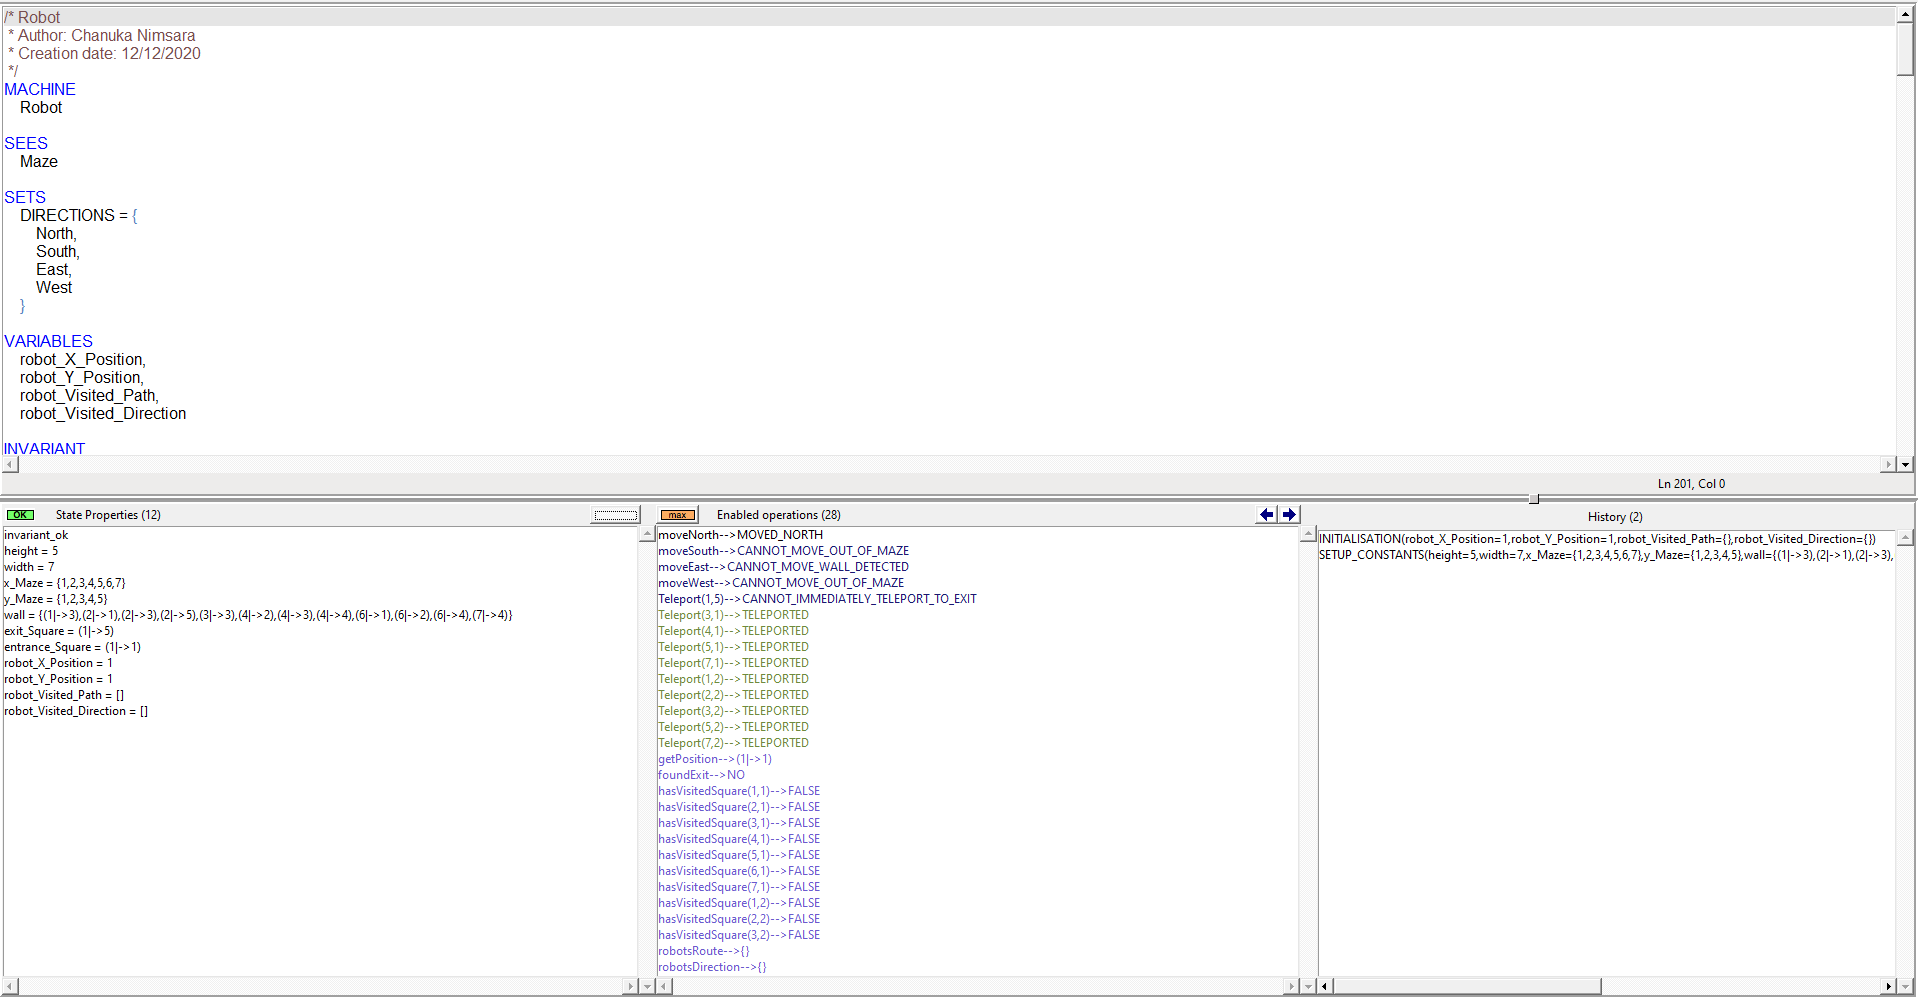 /* Robot
 * Author: Chanuka Nimsara
 * Creation date: 12/12/2020
 */
MACHINE
    Robot
SEES
    Maze
SETS
    DIRECTIONS = {
        North,
        South,
        East,
        West
    }
VARIABLES
    robot_X_Position,
    robot_Y_Position,
    robot_Visited_Path,
    robot_Visited_Direction
INVARIANT
Ln 201, Col 0
OK State Properties (12)
invariant_ok
height = 5
width = 7
x_Maze = {1,2,3,4,5,6,7}
y_Maze = {1,2,3,4,5}
wall = {(1|->3),(2|->1),(2|->3),(2|->5),(3|->3),(4|->2),(4|->3),(4|->4),(6|->1),(6|->2),(6|->4),(7|->4)}
exit_Square = (1|->5)
entrance_Square = (1|->1)
robot_X_Position = 1
robot_Y_Position = 1
robot_Visited_Path = []
robot_Visited_Direction = []
max Enabled operations (28)
moveNorth-->MOVED_NORTH
moveSouth-->CANNOT_MOVE_OUT_OF_MAZE
moveEast-->CANNOT_MOVE_WALL_DETECTED
moveWest-->CANNOT_MOVE_OUT_OF_MAZE
Teleport(1,5)-->CANNOT_IMMEDIATELY_TELEPORT_TO_EXIT
Teleport(3,1)-->TELEPORTED
Teleport(4,1)-->TELEPORTED
Teleport(5,1)-->TELEPORTED
Teleport(7,1)-->TELEPORTED
Teleport(1,2)-->TELEPORTED
Teleport(2,2)-->TELEPORTED
Teleport(3,2)-->TELEPORTED
Teleport(5,2)-->TELEPORTED
Teleport(7,2)-->TELEPORTED
getPosition-->(1|->1)
foundExit-->NO
hasVisitedSquare(1,1)-->FALSE
hasVisitedSquare(2,1)-->FALSE
hasVisitedSquare(3,1)-->FALSE
hasVisitedSquare(4,1)-->FALSE
hasVisitedSquare(5,1)-->FALSE
hasVisitedSquare(6,1)-->FALSE
hasVisitedSquare(7,1)-->FALSE
hasVisitedSquare(1,2)-->FALSE
hasVisitedSquare(2,2)-->FALSE
hasVisitedSquare(3,2)-->FALSE
robotsRoute-->{}
robotsDirection-->{}
History (2)
INITIALISATION(robot_X_Position=1,robot_Y_Position=1,robot_Visited_Path={},robot_Visited_Direction={})
SETUP_CONSTANTS(height=5,width=7,x_Maze={1,2,3,4,5,6,7},y_Maze={1,2,3,4,5},wall={(1|->3),(2|->1),(2|->3),